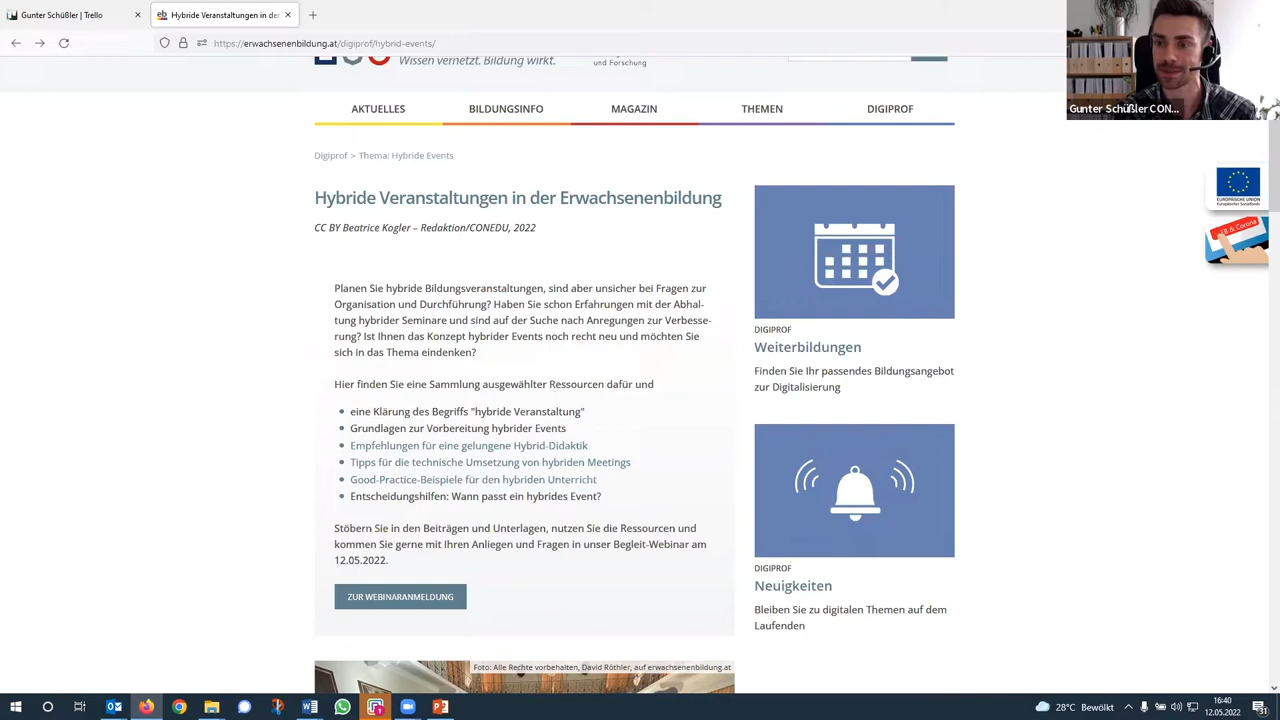 Gunter Schüßler | Trello
Hybride Veranstaltungen in der
https://erwachsenenbildung.at/digiprof/hybrid-events/
Gunter Schüßler CON...
Wissen vernetzt. Bildung wirkt.
und Forschung
AKTUELLES BILDUNGSINFO MAGAZIN THEMEN DIGIPROF
Digiprof > Thema: Hybride Events
EUROPÄISCHE UNION
Europäischer Sozialfonds
EB & Corona
Hybride Veranstaltungen in der Erwachsenenbildung
CC BY Beatrice Kogler – Redaktion/CONEDU, 2022
Planen Sie hybride Bildungsveranstaltungen, sind aber unsicher bei Fragen zur
Organisation und Durchführung? Haben Sie schon Erfahrungen mit der Abhal-
tung hybrider Seminare und sind auf der Suche nach Anregungen zur Verbesse-
rung? Ist Ihnen das Konzept hybrider Events noch recht neu und möchten Sie
sich in das Thema eindenken?
Hier finden Sie eine Sammlung ausgewählter Ressourcen dafür und
eine Klärung des Begriffs "hybride Veranstaltung"
Grundlagen zur Vorbereitung hybrider Events
Empfehlungen für eine gelungene Hybrid-Didaktik
Tipps für die technische Umsetzung von hybriden Meetings
Good-Practice-Beispiele für den hybriden Unterricht
Entscheidungshilfen: Wann passt ein hybrides Event?
Stöbern Sie in den Beiträgen und Unterlagen, nutzen Sie die Ressourcen und
kommen Sie gerne mit Ihren Anliegen und Fragen in unser Begleit-Webinar am
12.05.2022.
ZUR WEBINARANMELDUNG
Foto: Alle Rechte vorbehalten, David Röthler, auf erwachsenenbildung.at
DIGIPROF
Weiterbildungen
Finden Sie Ihr passendes Bildungsangebot
zur Digitalisierung
DIGIPROF
Neuigkeiten
Bleiben Sie zu digitalen Themen auf dem
Laufenden
28°C Bewölkt
16:40
12.05.2022
31